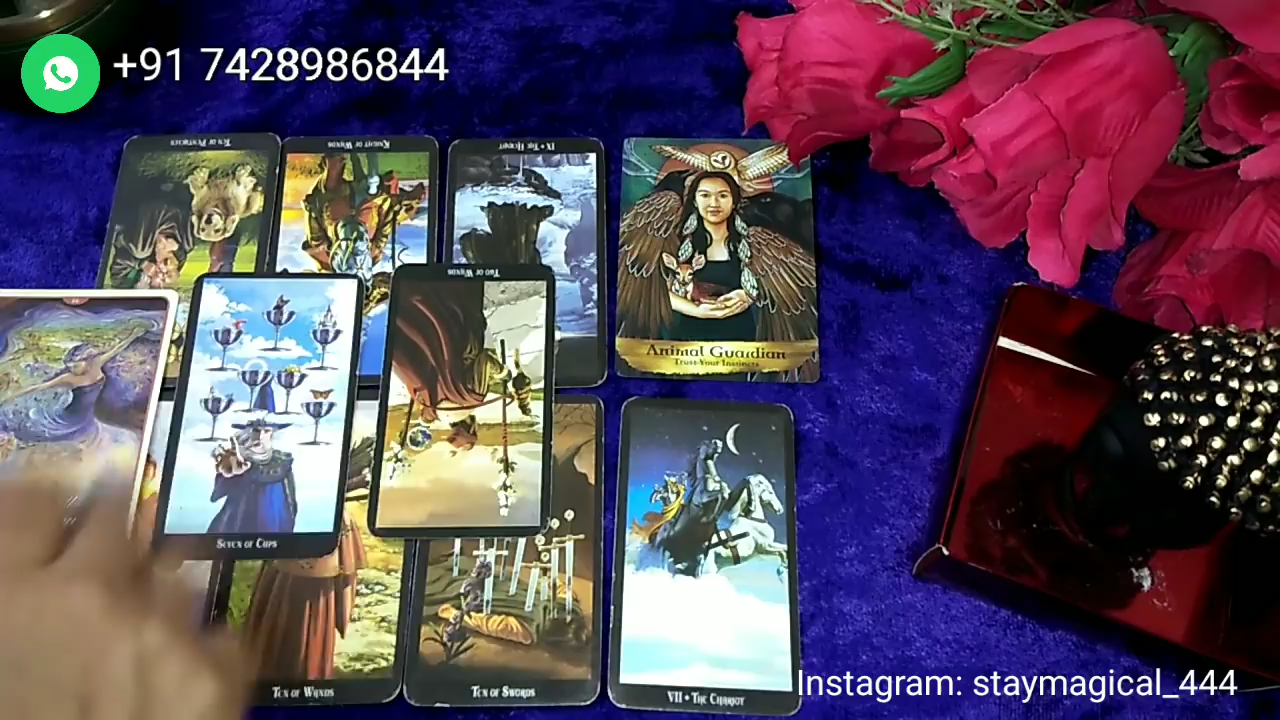 +91 7428986844
TEN OF PENTACLES
KNIGHT OF WANDS
IX • THE HERMIT
TWO OF WANDS
Animal Guardian
Trust Your Instincts
SEVEN OF CUPS
TEN OF WANDS
TEN OF SWORDS
VII • THE CHARIOT
Instagram: staymagical_444